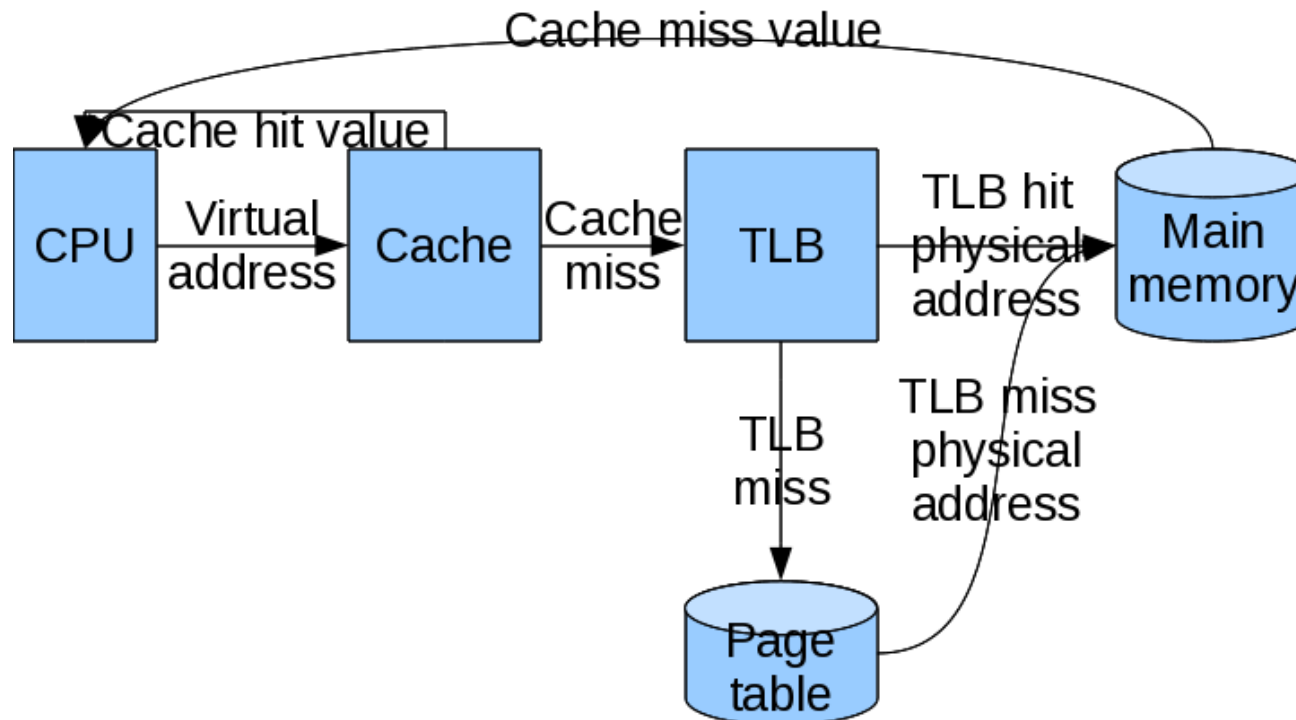 Cache miss value
Cache hit value
CPU
Virtual
address
Cache
Cache
miss
TLB
TLB hit
physical
address
Main
memory
TLB
miss
TLB miss
physical
address
Page
table